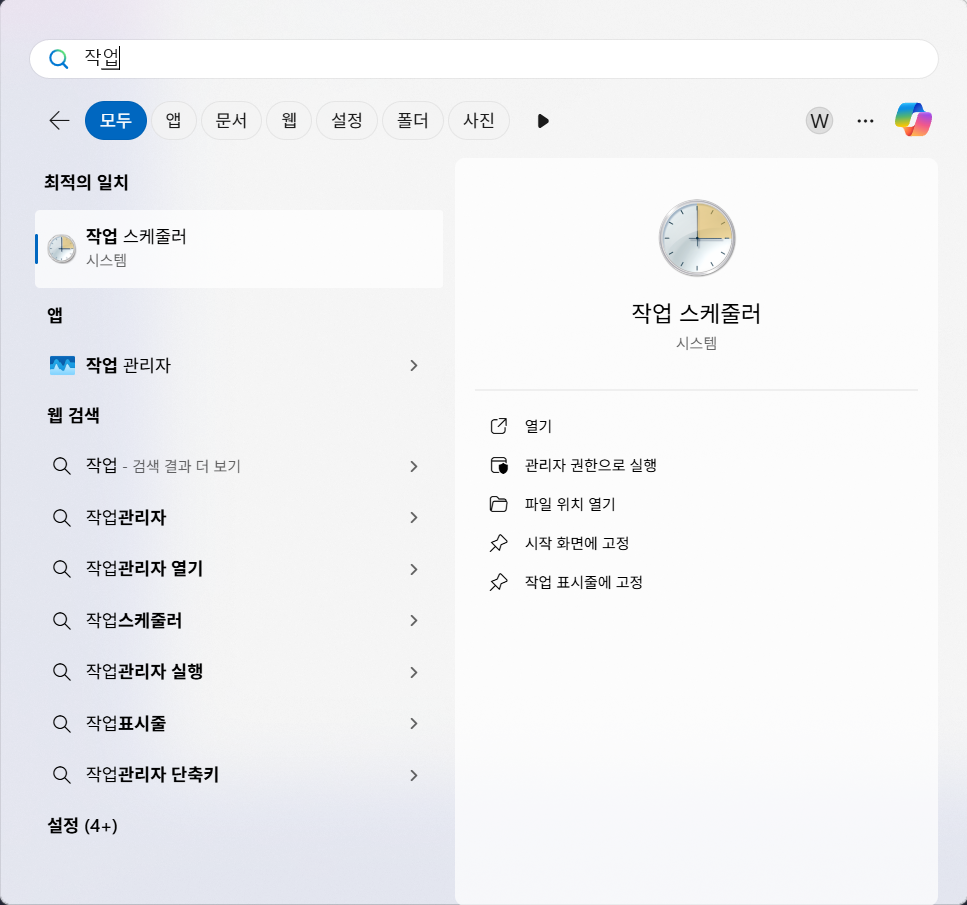 작업
모두
앱
문서
웹
설정
폴더
사진
W
최적의 일치
작업 스케줄러
시스템
앱
작업 관리자
웹 검색
작업 - 검색 결과 더 보기
작업관리자
작업관리자 열기
작업스케줄러
작업관리자 실행
작업표시줄
작업관리자 단축키
설정 (4+)
작업 스케줄러
시스템
열기
관리자 권한으로 실행
파일 위치 열기
시작 화면에 고정
작업 표시줄에 고정